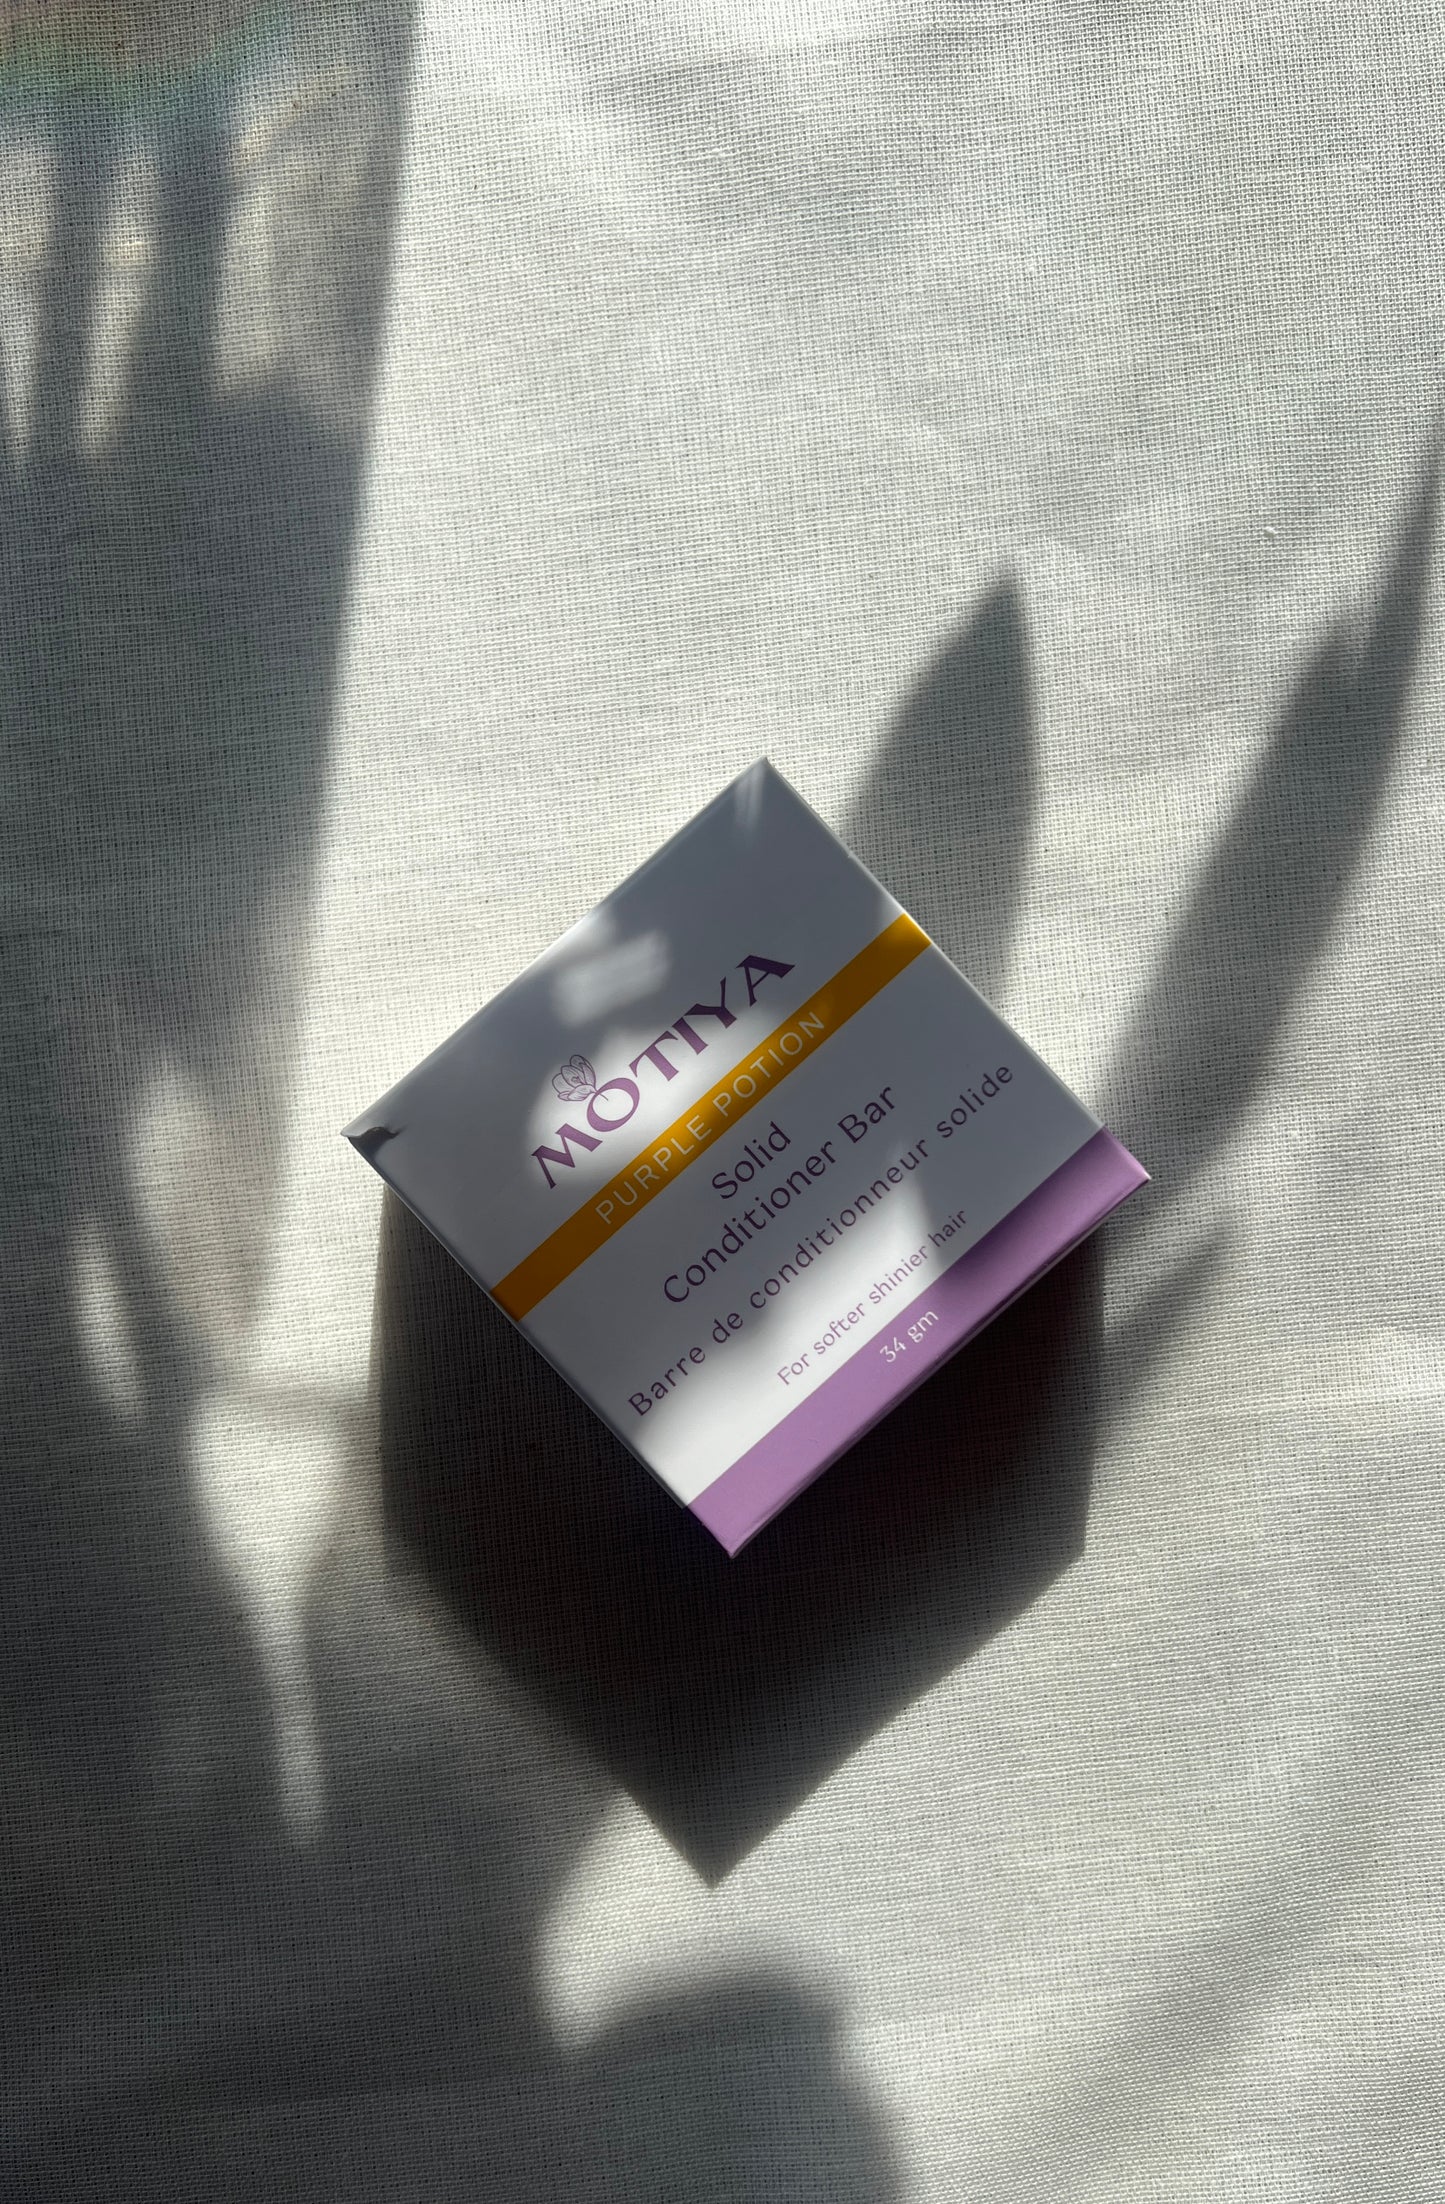 MOTIYA
PURPLE POTION
Solid
Conditioner Bar
Barre de conditionneur solide
For softer shinier hair
34 gm